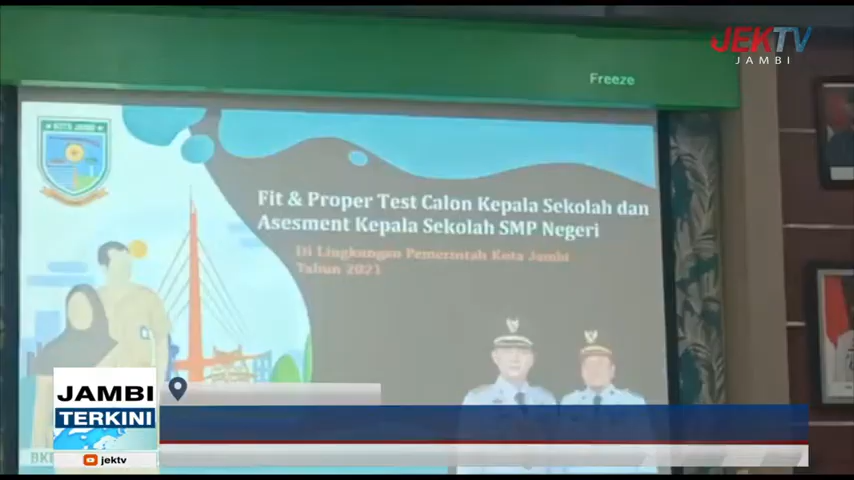 JEKTV
JAMBI
Freeze
KOTA JAMBI
Fit & Proper Test Calon Kepala Sekolah dan
Asesment Kepala Sekolah SMP Negeri
Di Lingkungan Pemerintah Kota Jambi
Tahun 2021
JAMBI
TERKINI
jektv